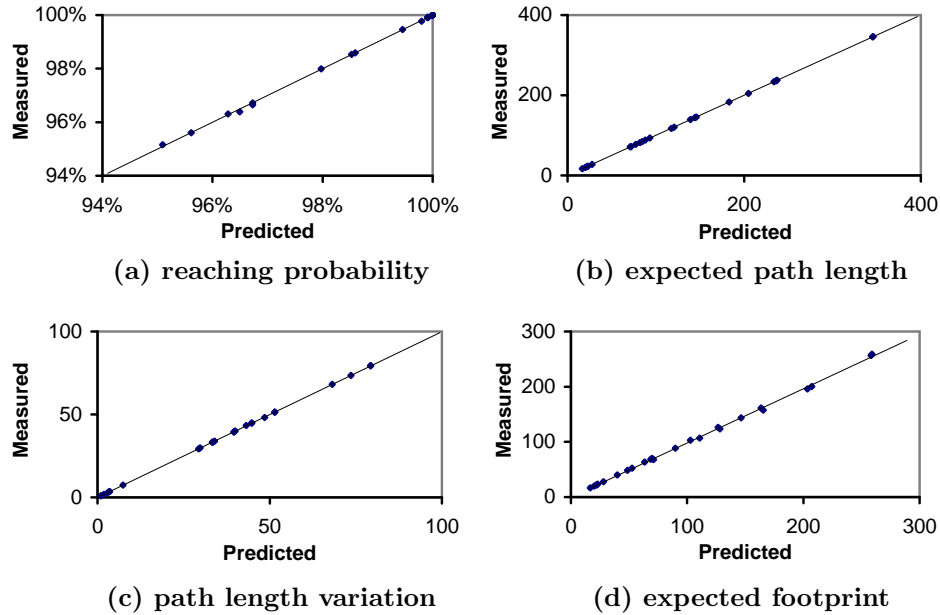 100%
98%
96%
94%
Measured
94% 96% 98% 100%
Predicted
(a) reaching probability
400
200
0
Measured
0 200 400
Predicted
(b) expected path length
100
50
0
Measured
0 50 100
Predicted
(c) path length variation
300
200
100
0
Measured
0 100 200 300
Predicted
(d) expected footprint